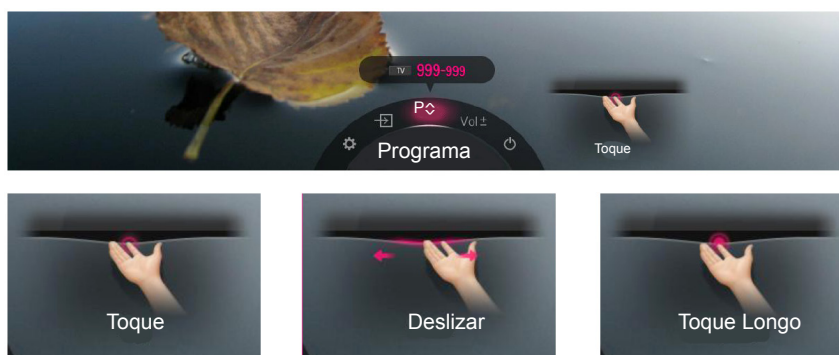 TV 999-999
P
Vol ±
Programa
Toque
Toque
Deslizar
Toque Longo